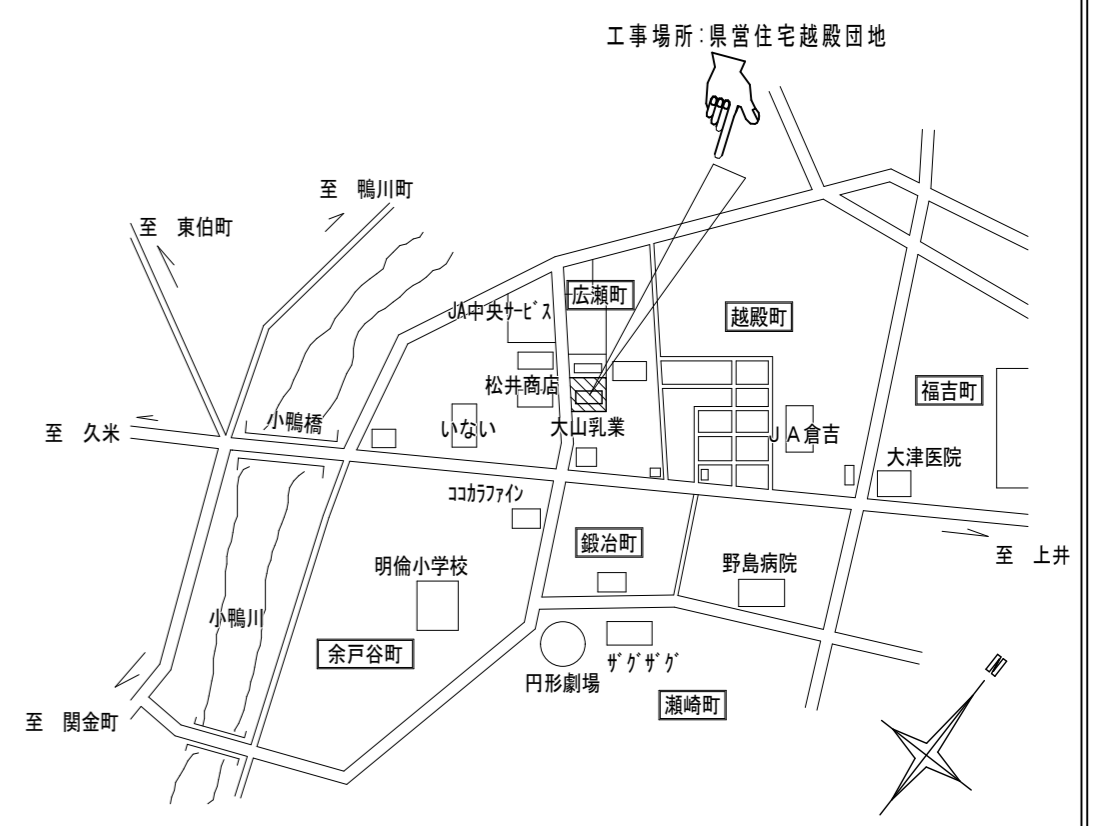 工事場所:県営住宅越殿団地
至 鴨川町
至 東伯町
広瀬町
JA中央ｻｰﾋﾞｽ
越殿町
松井商店
福吉町
小鴨橋
至 久米
いない
大山乳業
ＪＡ倉吉
大津医院
ｺｺｶﾗﾌｧｲﾝ
鍛冶町
至 上井
明倫小学校
野島病院
小鴨川
余戸谷町
ｻﾞｸﾞｻﾞｸﾞ
円形劇場
瀬崎町
至 関金町
N